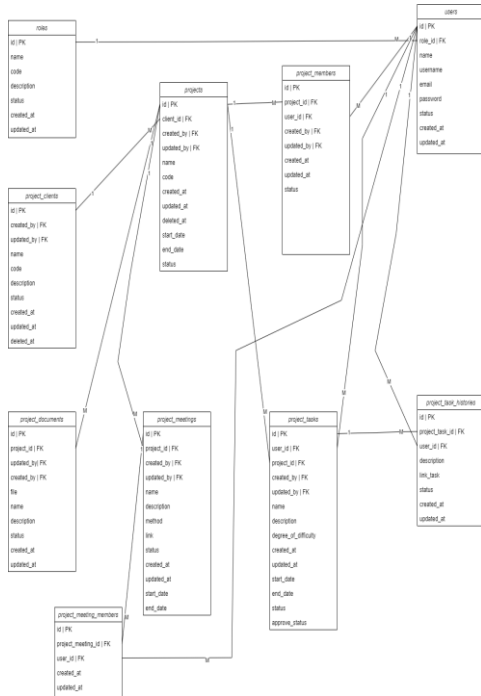 roles
id | PK
name
code
description
status
created_at
updated_at
users
id | PK
role_id | FK
name
username
email
password
status
created_at
updated_at
project_members
id | PK
project_id | FK
user_id | FK
created_by | FK
updated_by | FK
created_at
updated_at
status
projects
id | PK
client_id | FK
created_by | FK
updated_by | FK
name
code
created_at
updated_at
deleted_at
start_date
end_date
status
project_clients
id | PK
created_by | FK
updated_by | FK
name
code
description
status
created_at
updated_at
deleted_at
project_documents
id | PK
project_id | FK
updated_by| FK
created_by | FK
file
name
description
status
created_at
updated_at
project_meetings
id | PK
project_id | FK
created_by | FK
updated_by | FK
name
description
method
link
status
created_at
updated_at
start_date
end_date
project_tasks
id | PK
user_id | FK
project_id | FK
created_by | FK
updated_by | FK
name
description
degree_of_difficulty
created_at
updated_at
start_date
end_date
status
approve_status
project_task_histories
id | PK
project_task_id | FK
user_id | FK
description
link_task
status
created_at
updated_at
project_meeting_members
id | PK
project_meeting_id | FK
user_id | FK
created_at
updated_at
1
M
1
M
1
M
M
M
M
M
1
M
M
M